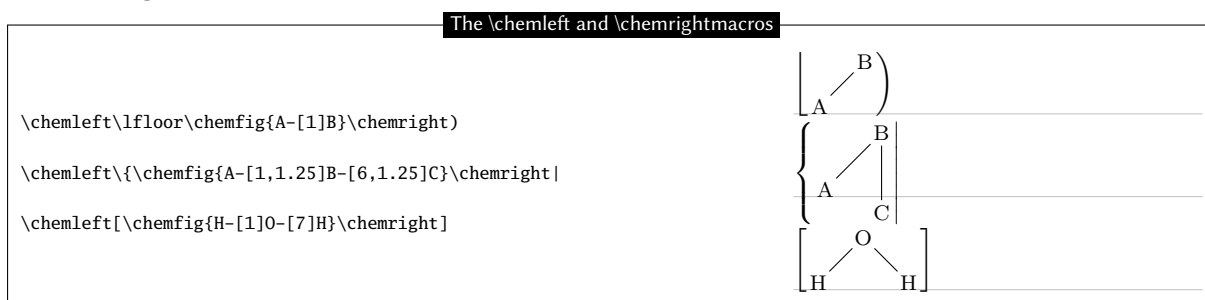 The \chemleft and \chemrightmacros
\chemleft\lfloor\chemfig{A-[1]B}\chemright)
\chemleft\{\chemfig{A-[1,1.25]B-[6,1.25]C}\chemright|
\chemleft[\chemfig{H-[1]O-[7]H}\chemright]
B
A
B
A
C
O
H H